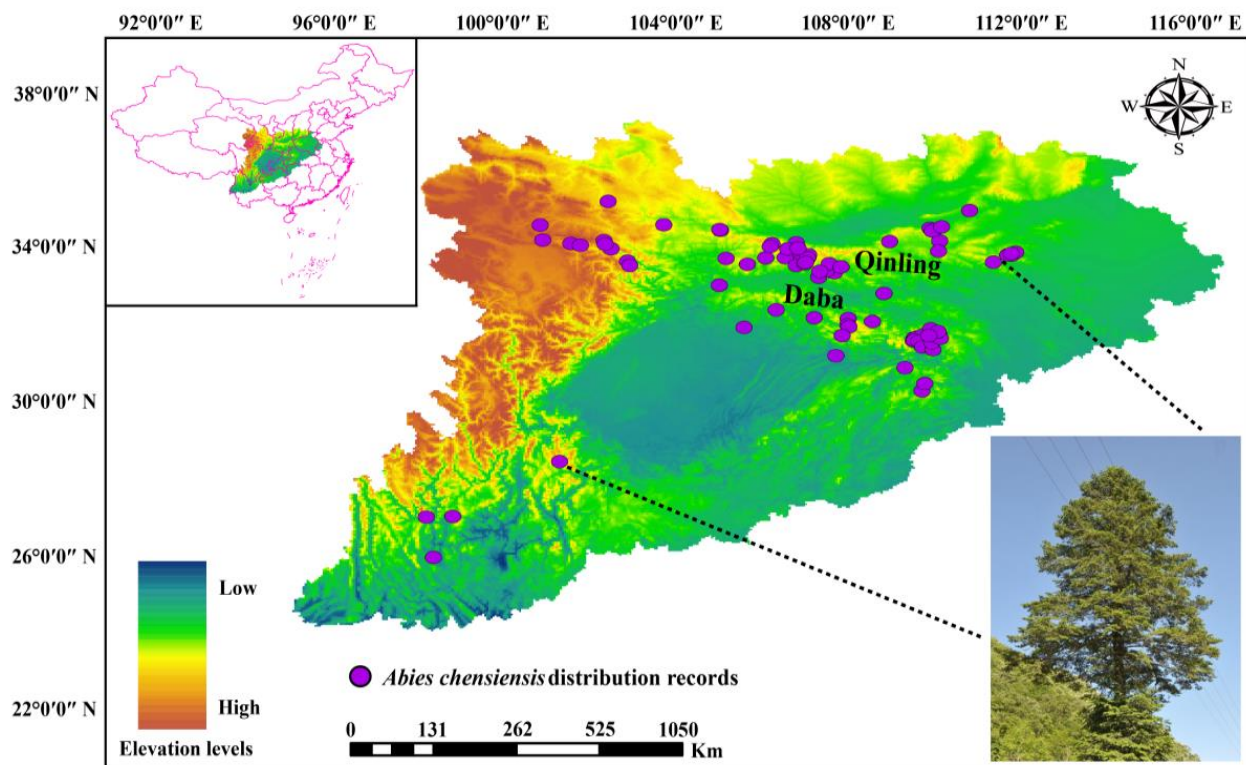 92°0'0" E 96°0'0" E 100°0'0" E 104°0'0" E 108°0'0" E 112°0'0" E 116°0'0" E
38°0'0" N
34°0'0" N
30°0'0" N
26°0'0" N
22°0'0" N
N
W E
S
Qinling
Daba
Low
High
Elevation levels
Abies chensiensis distribution records
0 131 262 525 1050
Km